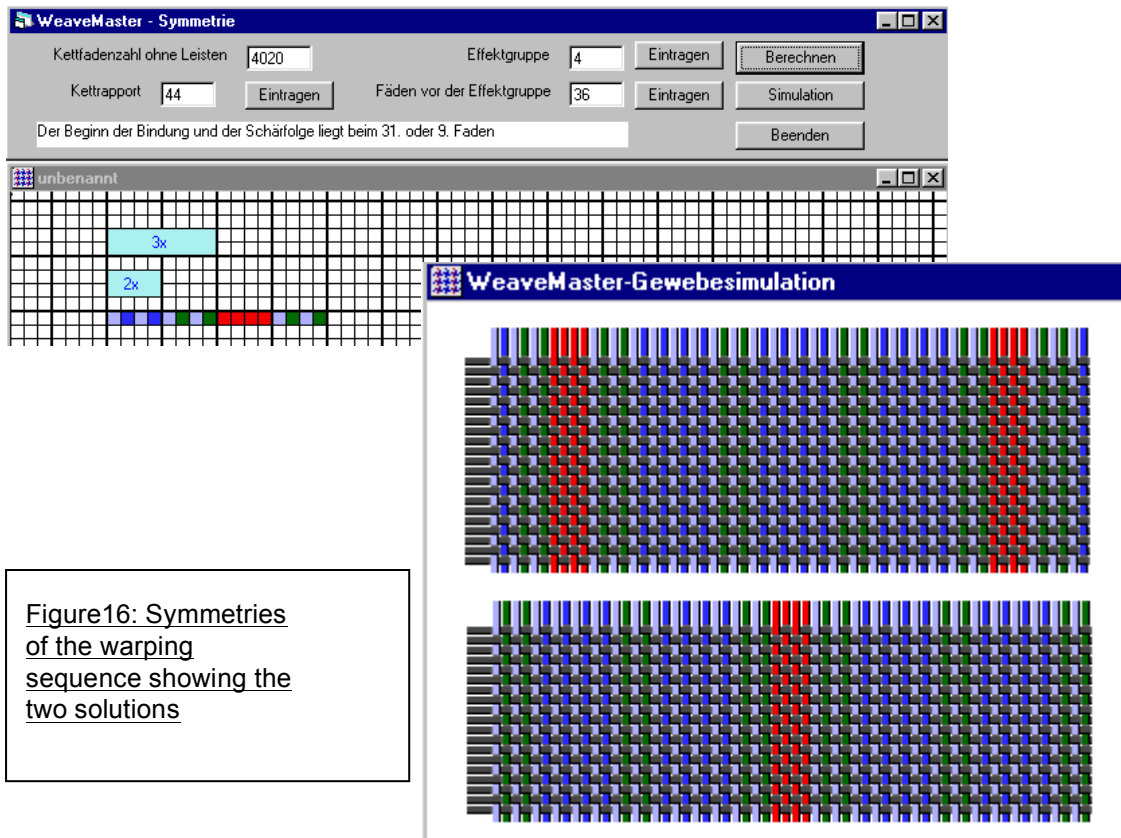 WeaveMaster - Symmetrie
Kettfadenzahl ohne Leisten 4020 Effektgruppe 4 Eintragen Berechnen
Kettrapport 44 Eintragen Fäden vor der Effektgruppe 36 Eintragen Simulation
Der Beginn der Bindung und der Schärfolge liegt beim 31. oder 9. Faden Beenden
unbenannt
3x
2x
WeaveMaster-Gewebesimulation
Figure16: Symmetries
of the warping
sequence showing the
two solutions